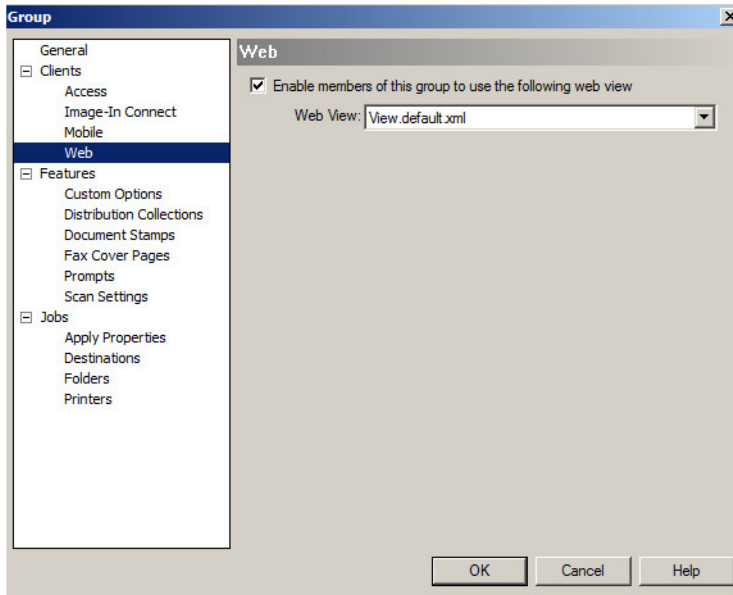 Group
General
Clients
Access
Image-In Connect
Mobile
Web
Features
Custom Options
Distribution Collections
Document Stamps
Fax Cover Pages
Prompts
Scan Settings
Jobs
Apply Properties
Destinations
Folders
Printers
Web
Enable members of this group to use the following web view
Web View: View.default.xml
OK Cancel Help